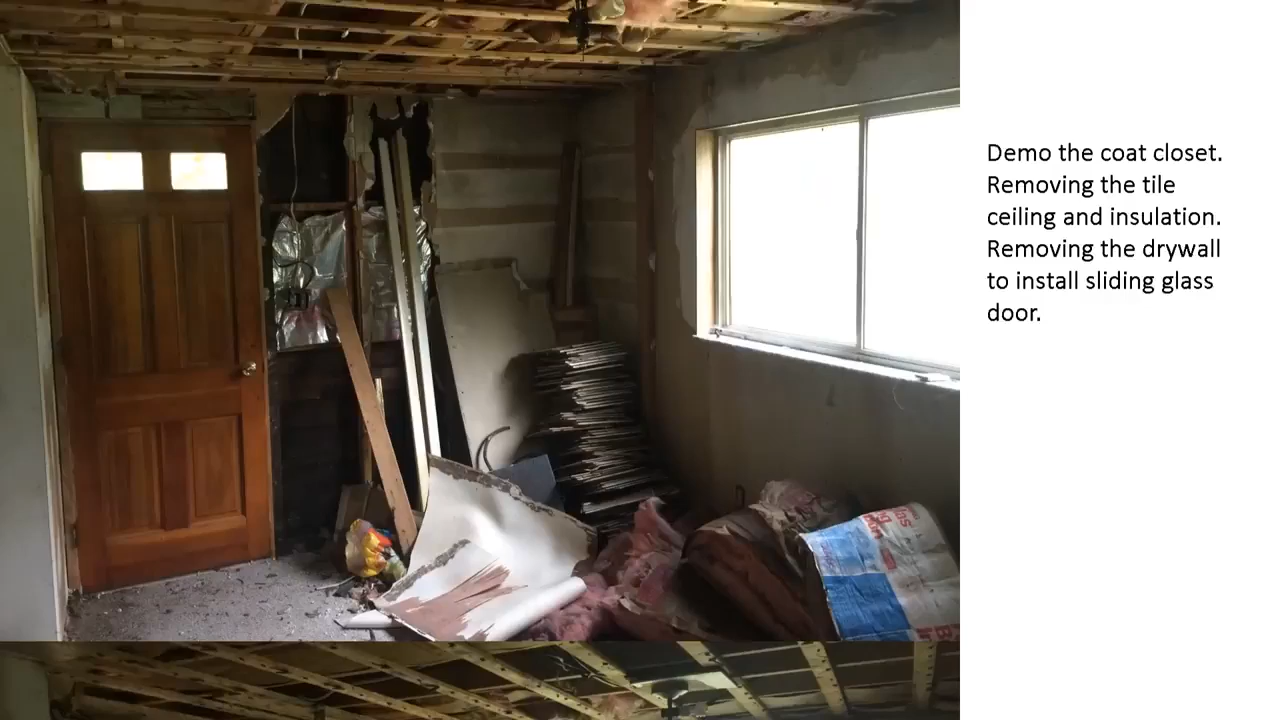 Demo the coat closet.
Removing the tile
ceiling and insulation.
Removing the drywall
to install sliding glass
door.